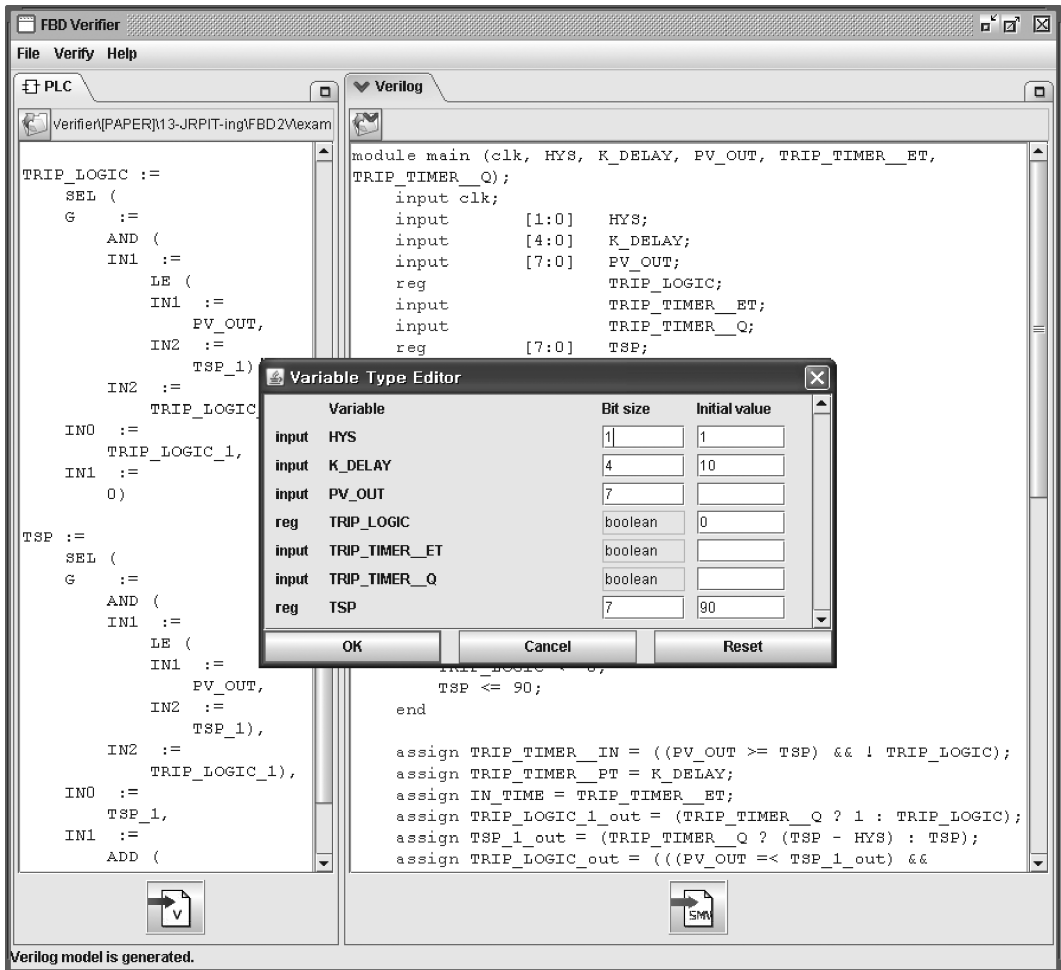 FBD Verifier
File Verify Help
PLC
Verifier\[PAPER]\13-JRPIT-ing\FBD2V\exam
TRIP_LOGIC :=
SEL (
G :=
AND (
IN1 :=
LE (
IN1 :=
PV_OUT,
IN2 :=
TSP_1)
IN2 :=
TRIP_LOGIC_
IN0 :=
TRIP_LOGIC_1,
IN1 :=
0)
TSP :=
SEL (
G :=
AND (
IN1 :=
LE (
IN1 :=
PV_OUT,
IN2 :=
TSP_1),
IN2 :=
TRIP_LOGIC_1),
IN0 :=
TSP_1,
IN1 :=
ADD (
V
Verilog
module main (clk, HYS, K_DELAY, PV_OUT, TRIP_TIMER__ET,
TRIP_TIMER__Q);
input clk;
input [1:0] HYS;
input [4:0] K_DELAY;
input [7:0] PV_OUT;
reg TRIP_LOGIC;
input TRIP_TIMER__ET;
input TRIP_TIMER__Q;
reg [7:0] TSP;
Variable Type Editor
Variable Bit size Initial value
input HYS 1 1
input K_DELAY 4 10
input PV_OUT 7
reg TRIP_LOGIC boolean 0
input TRIP_TIMER__ET boolean
input TRIP_TIMER__Q boolean
reg TSP 7 90
OK Cancel Reset
TSP <= 90;
end
assign TRIP_TIMER__IN = ((PV_OUT >= TSP) && ! TRIP_LOGIC);
assign TRIP_TIMER__PT = K_DELAY;
assign IN_TIME = TRIP_TIMER__ET;
assign TRIP_LOGIC_1_out = (TRIP_TIMER__Q ? 1 : TRIP_LOGIC);
assign TSP_1_out = (TRIP_TIMER__Q ? (TSP - HYS) : TSP);
assign TRIP_LOGIC_out = (((PV_OUT =< TSP_1_out) &&
SMV
Verilog model is generated.